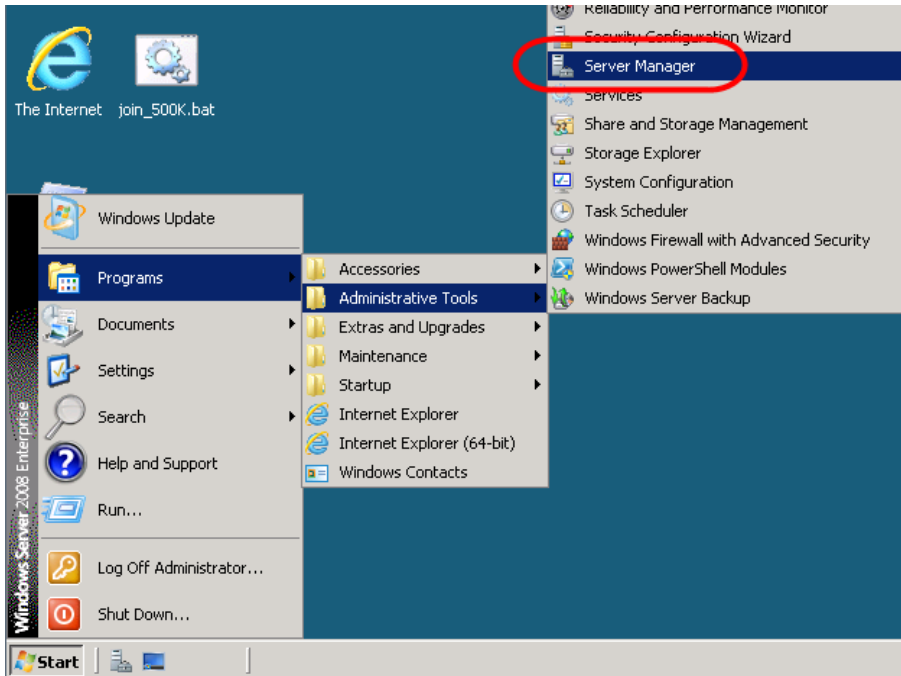 Reliability and Performance Monitor
Security Configuration Wizard
Server Manager
Services
Share and Storage Management
Storage Explorer
System Configuration
Task Scheduler
Windows Firewall with Advanced Security
Windows PowerShell Modules
Windows Server Backup
The Internet
join_500K.bat
Windows Update
Programs
Documents
Settings
Search
Help and Support
Run...
Log Off Administrator...
Shut Down...
Accessories
Administrative Tools
Extras and Upgrades
Maintenance
Startup
Internet Explorer
Internet Explorer (64-bit)
Windows Contacts
Windows Server 2008 Enterprise
Start